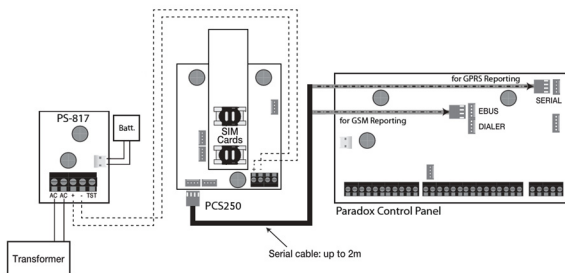 for GPRS Reporting
SERIAL
PS-817
Batt.
SIM
Cards
for GSM Reporting
EBUS
DIALER
AC AC + - TST
PCS250
Paradox Control Panel
Serial cable: up to 2m
Transformer